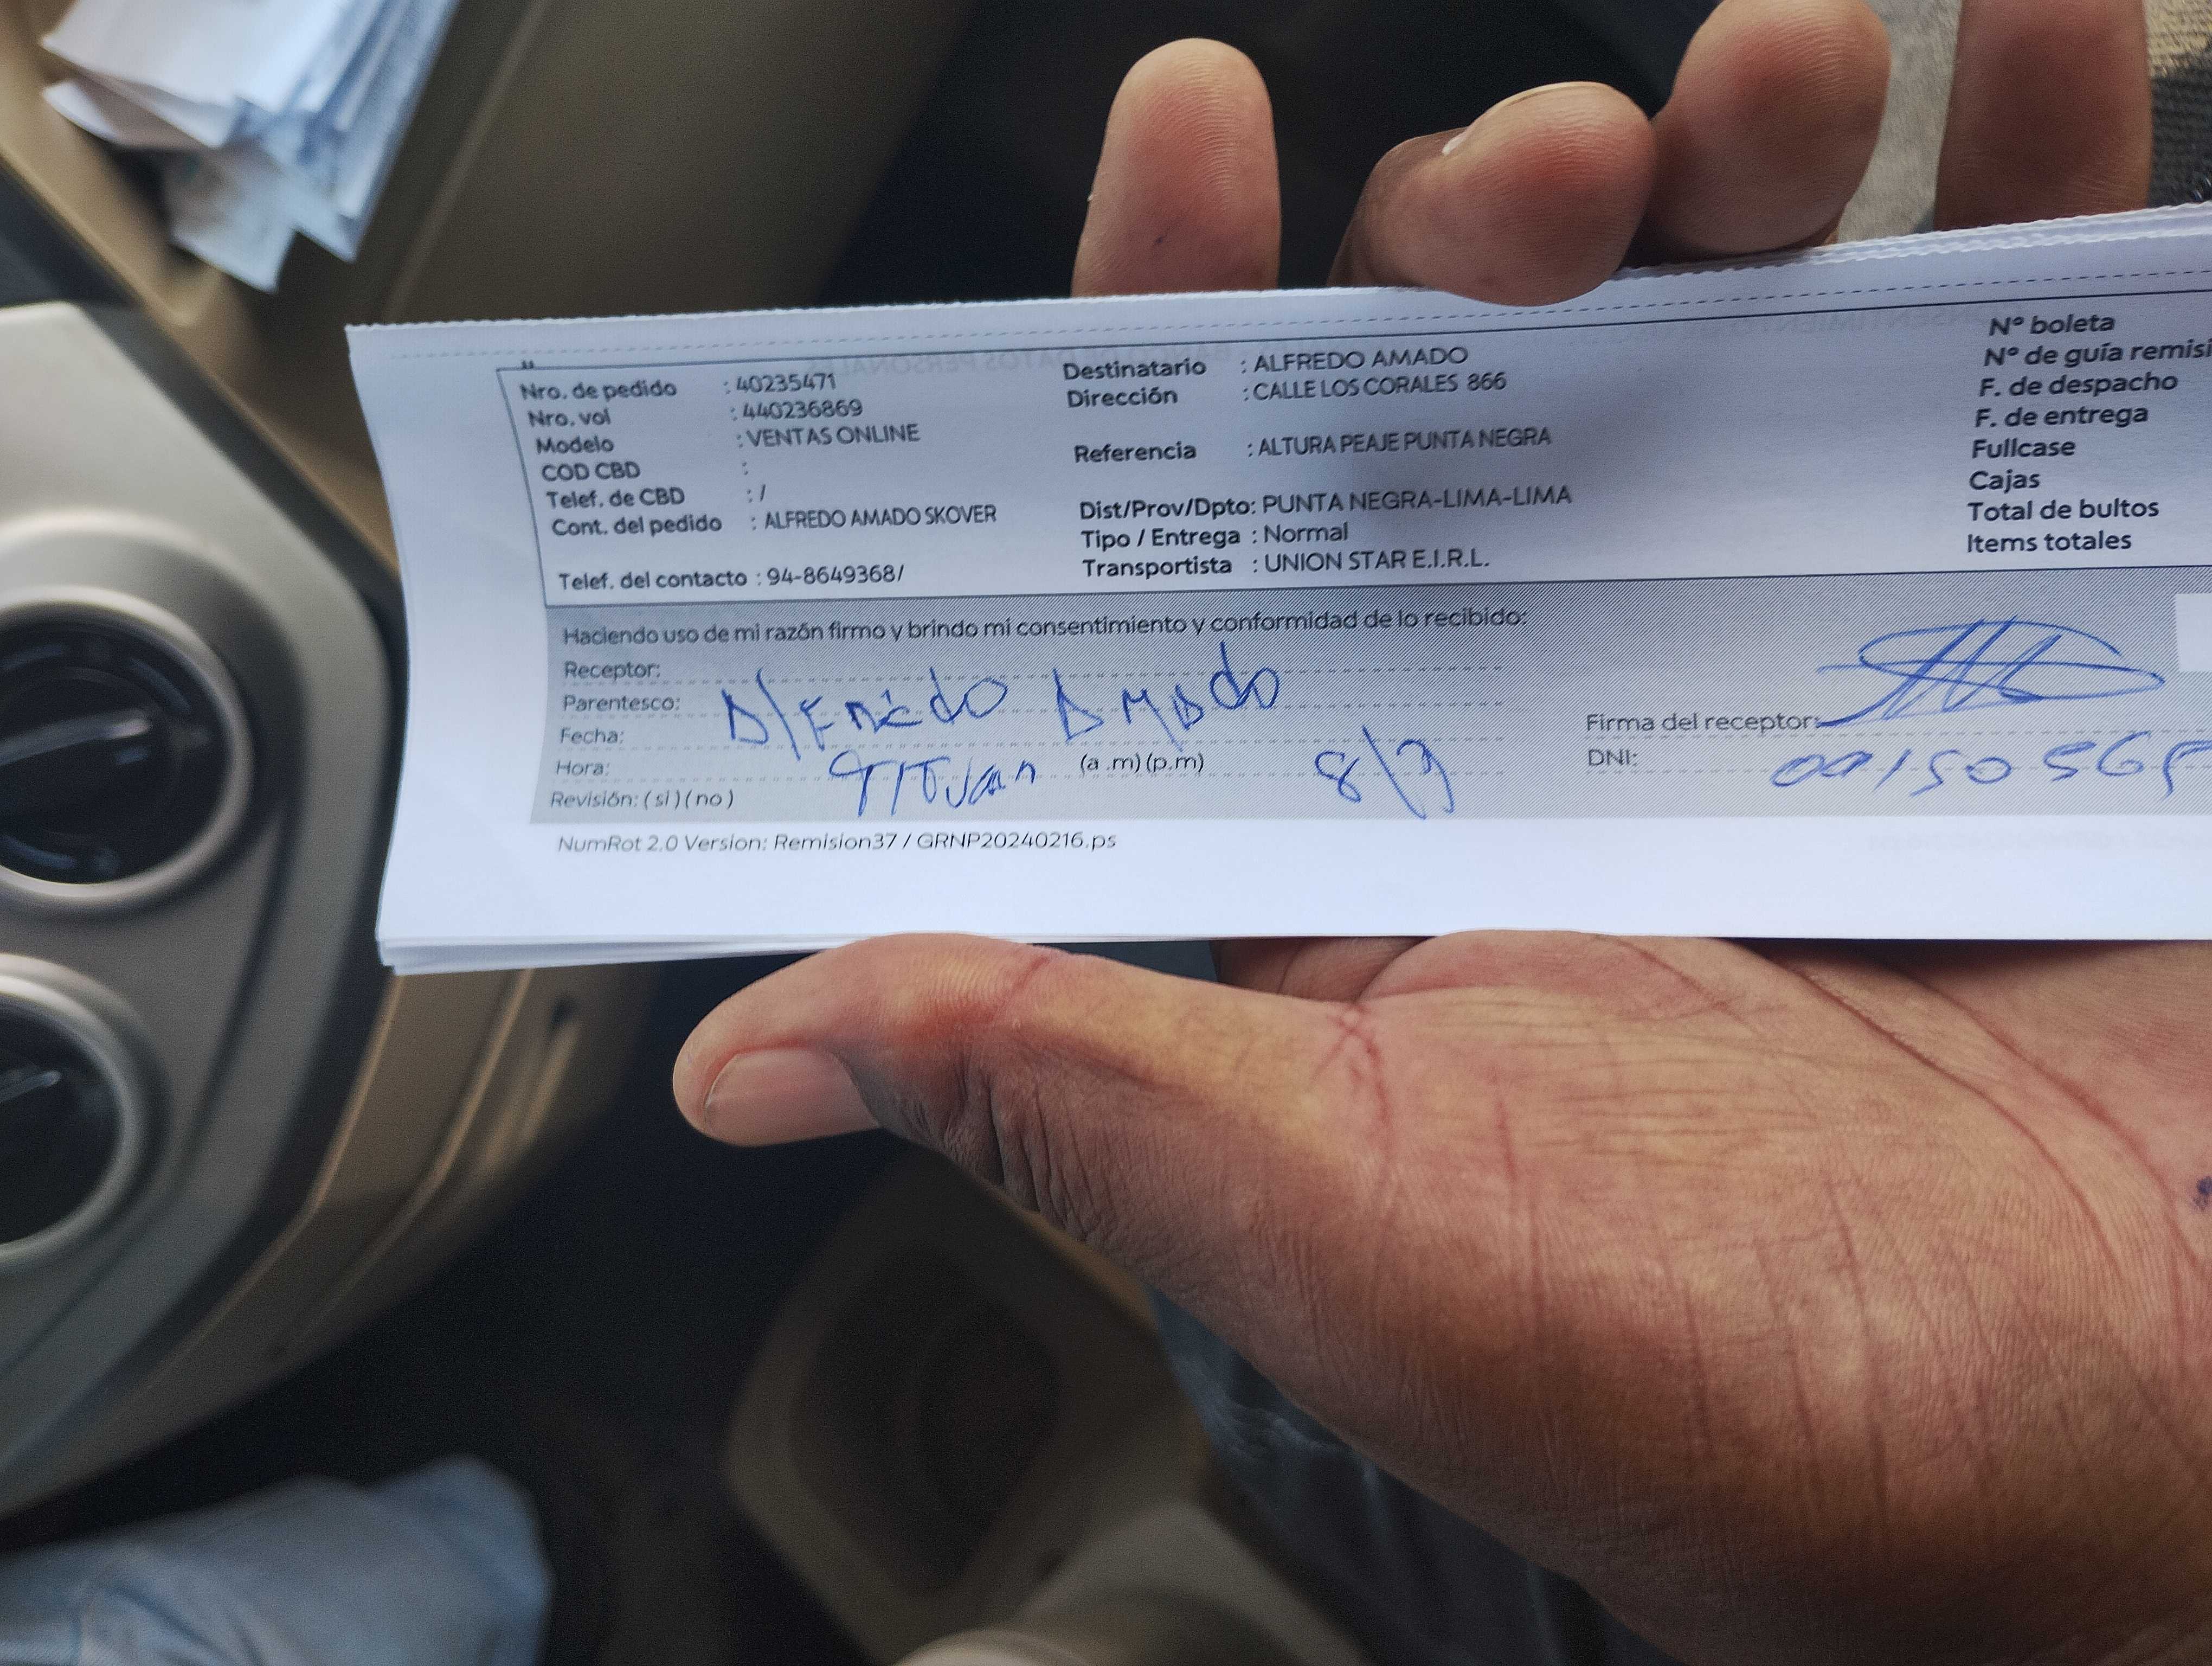 Nro. de pedido : 40235471
Nro. vol : 440236869
Modelo : VENTAS ONLINE
COD CBD :
Telef. de CBD : /
Cont. del pedido : ALFREDO AMADO SKOVER
Telef. del contacto : 94-8649368/
Destinatario : ALFREDO AMADO
Dirección : CALLE LOS CORALES 866
Referencia : ALTURA PEAJE PUNTA NEGRA
Dist/Prov/Dpto: PUNTA NEGRA-LIMA-LIMA
Tipo / Entrega : Normal
Transportista : UNION STAR E.I.R.L.
Nº boleta
Nº de guía remisi
F. de despacho
F. de entrega
Fullcase
Cajas
Total de bultos
Items totales
Haciendo uso de mi razón firmo y brindo mi consentimiento y conformidad de lo recibido:
Receptor:
Parentesco: Alfredo Amado
Fecha:
Hora: TITULAR (a .m) (p.m) 8/9
Revisión: ( si ) ( no )
Firma del receptor:
DNI:
NumRot 2.0 Version: Remision37 / GRNP20240216.ps